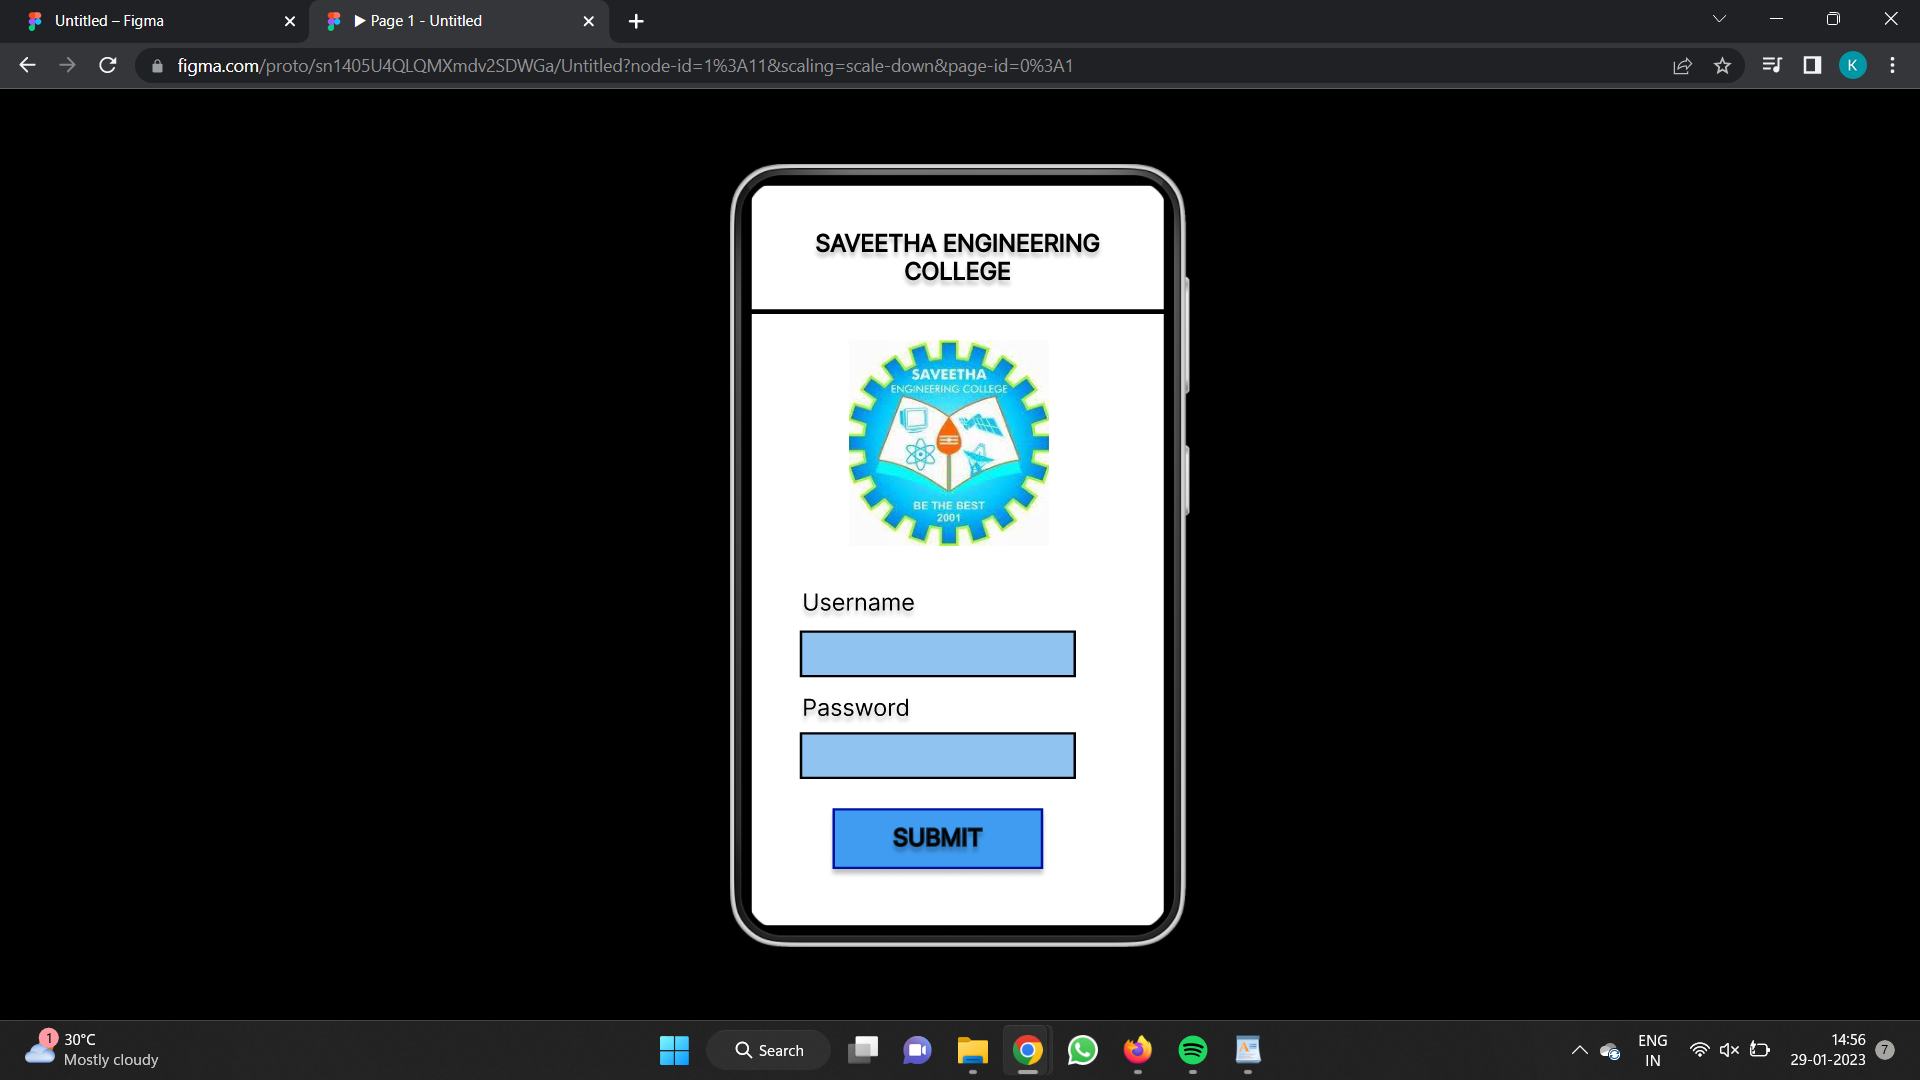 Untitled – Figma
Page 1 - Untitled
figma.com/proto/sn1405U4QLQMXmdv2SDWGa/Untitled?node-id=1%3A11&scaling=scale-down&page-id=0%3A1
K
SAVEETHA ENGINEERING
COLLEGE
SAVEETHA
ENGINEERING COLLEGE
BE THE BEST
2001
Username
Password
SUBMIT
1
30°C
Mostly cloudy
Search
ENG
IN
14:56
29-01-2023
7